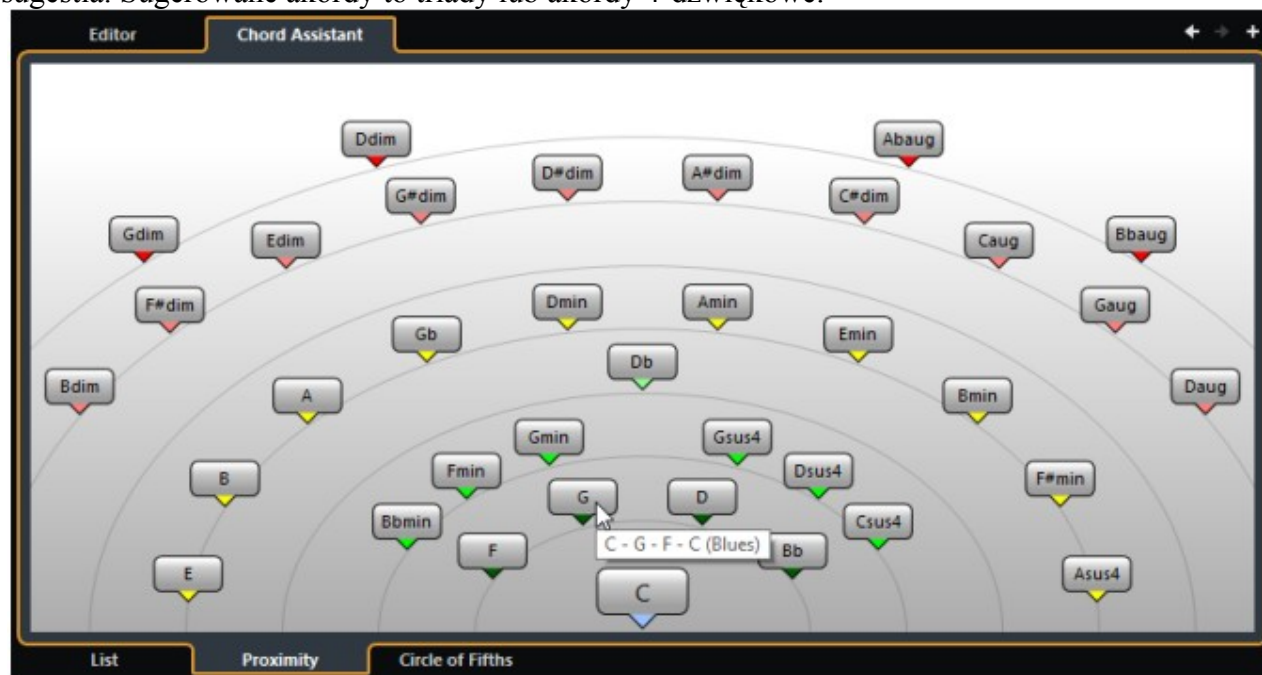 sugestia. Sugerowane akordy to triady lub akordy 4-dźwiękowe.
Editor Chord Assistant
Ddim Abaug
D#dim A#dim
G#dim C#dim
Gdim Edim Caug Bbaug
F#dim Dmin Amin Gaug
Gb Emin
Db
Bdim A Bmin Daug
Gmin Gsus4
B Fmin Dsus4 F#min
G D
Bbmin Csus4
F C - G - F - C (Blues) Bb
E Asus4
C
List Proximity Circle of Fifths